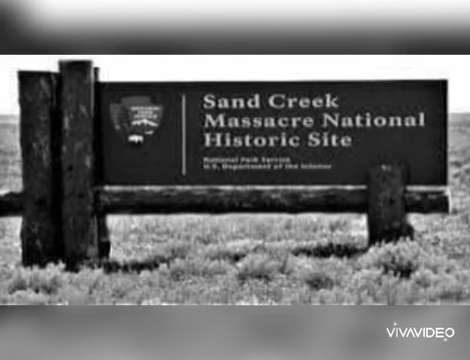 Sand Creek
Massacre National
Historic Site
National Park Service
U.S. Department of the Interior
VIVAVIDEO